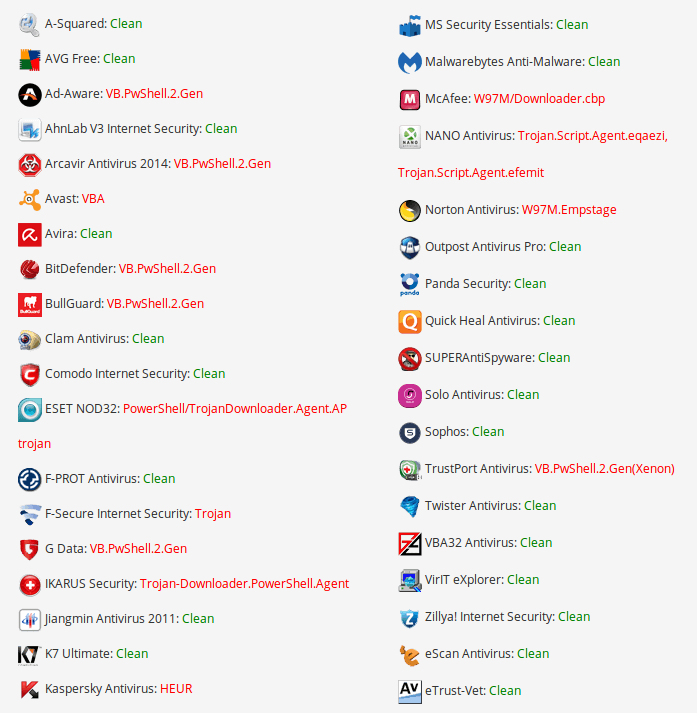 A-Squared: Clean
AVG Free: Clean
Ad-Aware: VB.PwShell.2.Gen
AhnLab V3 Internet Security: Clean
Arcavir Antivirus 2014: VB.PwShell.2.Gen
Avast: VBA
Avira: Clean
BitDefender: VB.PwShell.2.Gen
BullGuard: VB.PwShell.2.Gen
Clam Antivirus: Clean
Comodo Internet Security: Clean
ESET NOD32: PowerShell/TrojanDownloader.Agent.AP
trojan
F-PROT Antivirus: Clean
F-Secure Internet Security: Trojan
G Data: VB.PwShell.2.Gen
IKARUS Security: Trojan-Downloader.PowerShell.Agent
Jiangmin Antivirus 2011: Clean
K7 Ultimate: Clean
Kaspersky Antivirus: HEUR
MS Security Essentials: Clean
Malwarebytes Anti-Malware: Clean
McAfee: W97M/Downloader.cbp
NANO Antivirus: Trojan.Script.Agent.eqaezi,
Trojan.Script.Agent.efemit
Norton Antivirus: W97M.Empstage
Outpost Antivirus Pro: Clean
Panda Security: Clean
Quick Heal Antivirus: Clean
SUPERAntiSpyware: Clean
Solo Antivirus: Clean
Sophos: Clean
TrustPort Antivirus: VB.PwShell.2.Gen(Xenon)
Twister Antivirus: Clean
VBA32 Antivirus: Clean
VirIT eXplorer: Clean
Zillya! Internet Security: Clean
eScan Antivirus: Clean
eTrust-Vet: Clean